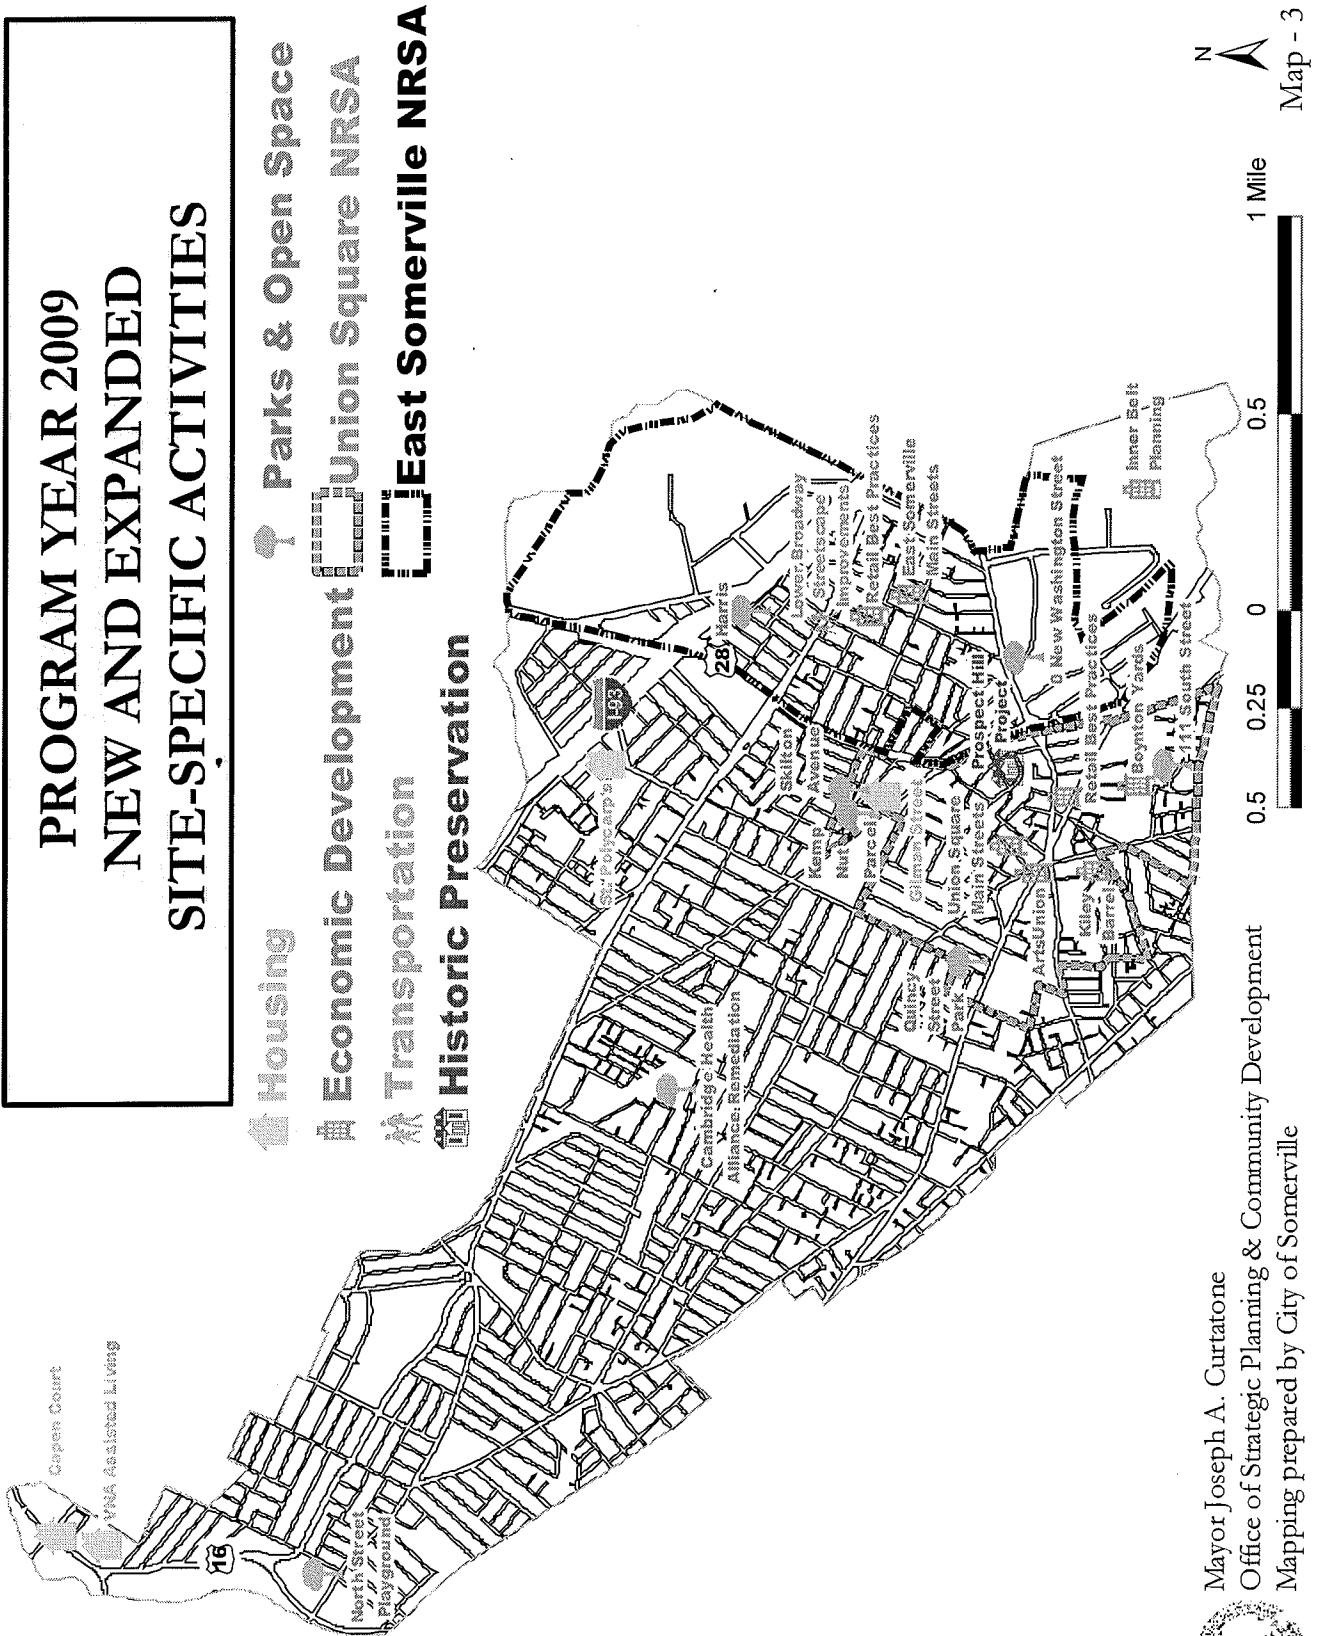 PROGRAM YEAR 2009
NEW AND EXPANDED
SITE-SPECIFIC ACTIVITIES
Housing
Economic Development
Transportation
Historic Preservation
Parks & Open Space
Union Square NRSA
East Somerville NRSA
Capen Court
VNA Assisted Living
16
North Street
Playground
St. Polycarp's
I-93
28
Harris
Cambridge Health
Alliance: Remediation
Skilton
Avenue
Kemp
Nut
Parcel
Gilman Street
Lower Broadway
Streetscape
Improvements
Retail Best Practices
East Somerville
Main Streets
Quincy
Street
Park
Union Square
Main Streets
Prospect Hill
Project
0 New Washington Street
ArtsUnion
Kiley
Barrel
Retail Best Practices
Boynton Yards
111 South Street
Inner Belt
Planning
Mayor Joseph A. Curtatone
Office of Strategic Planning & Community Development
Mapping prepared by City of Somerville
0.5
0.25
0
0.5
1 Mile
N
Map - 3